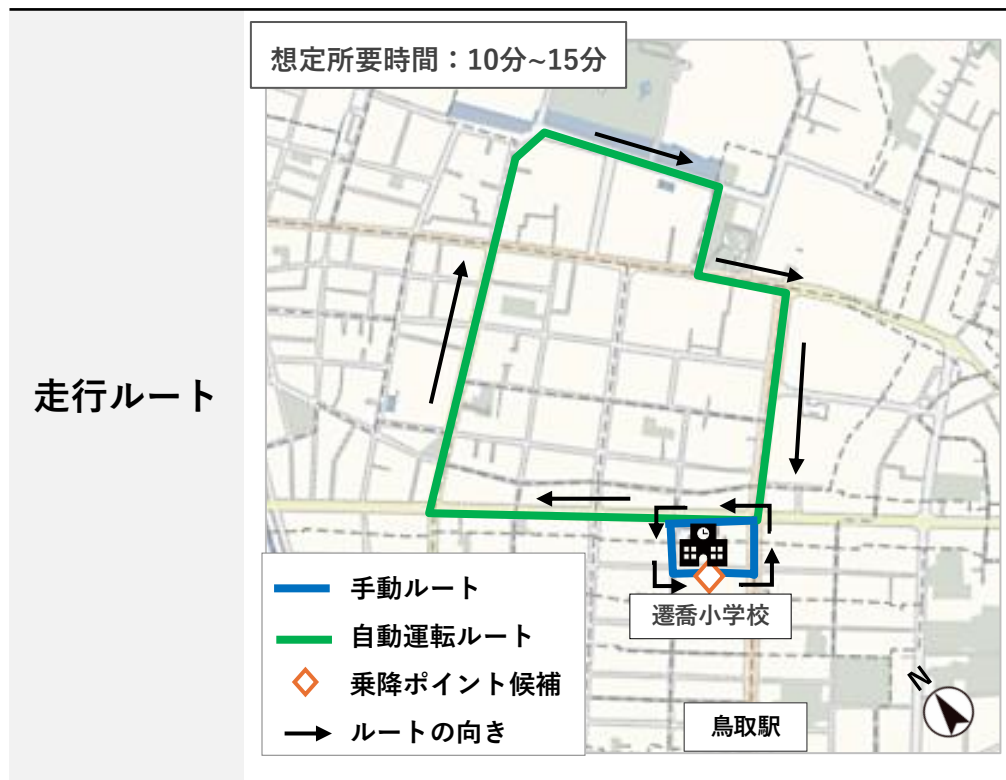 想定所要時間：10分~15分
走行ルート
手動ルート
自動運転ルート
乗降ポイント候補
ルートの向き
遷喬小学校
鳥取駅
N